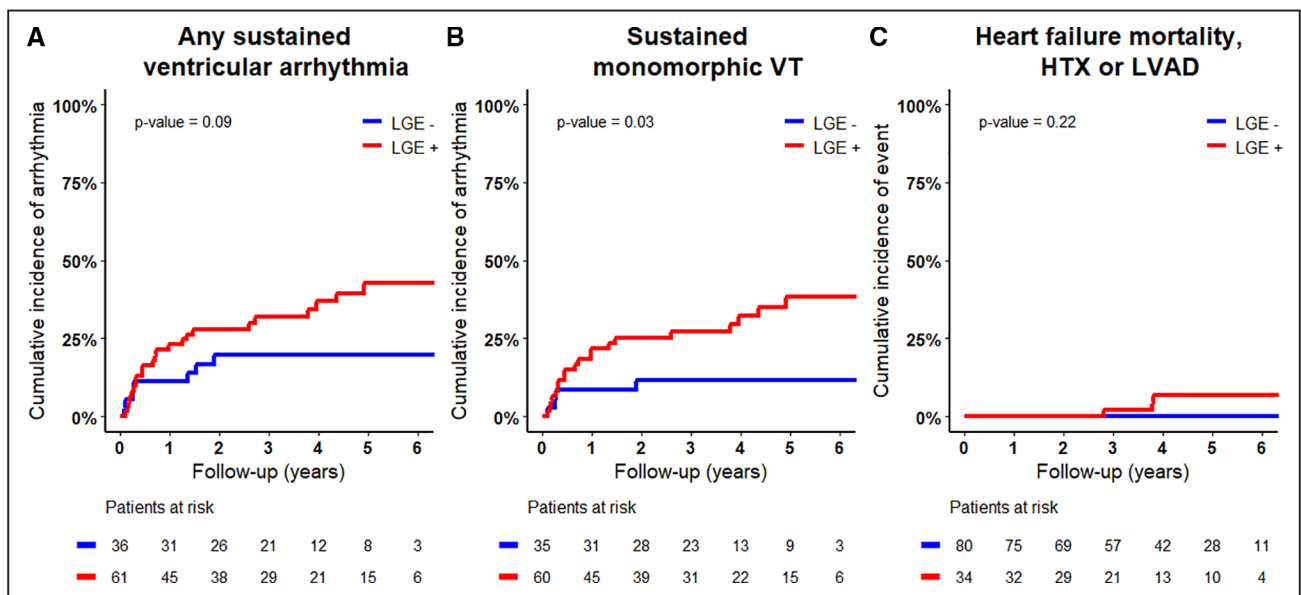 A
Any sustained
ventricular arrhythmia
Cumulative incidence of arrhythmia
100%
75%
50%
25%
0%
p-value = 0.09
LGE -
LGE +
0 1 2 3 4 5 6
Follow-up (years)
Patients at risk
36 31 26 21 12 8 3
61 45 38 29 21 15 6
B
Sustained
monomorphic VT
Cumulative incidence of arrhythmia
100%
75%
50%
25%
0%
p-value = 0.03
LGE -
LGE +
0 1 2 3 4 5 6
Follow-up (years)
Patients at risk
35 31 28 23 13 9 3
60 45 39 31 22 15 6
C
Heart failure mortality,
HTX or LVAD
Cumulative incidence of event
100%
75%
50%
25%
0%
p-value = 0.22
LGE -
LGE +
0 1 2 3 4 5 6
Follow-up (years)
Patients at risk
80 75 69 57 42 28 11
34 32 29 21 13 10 4